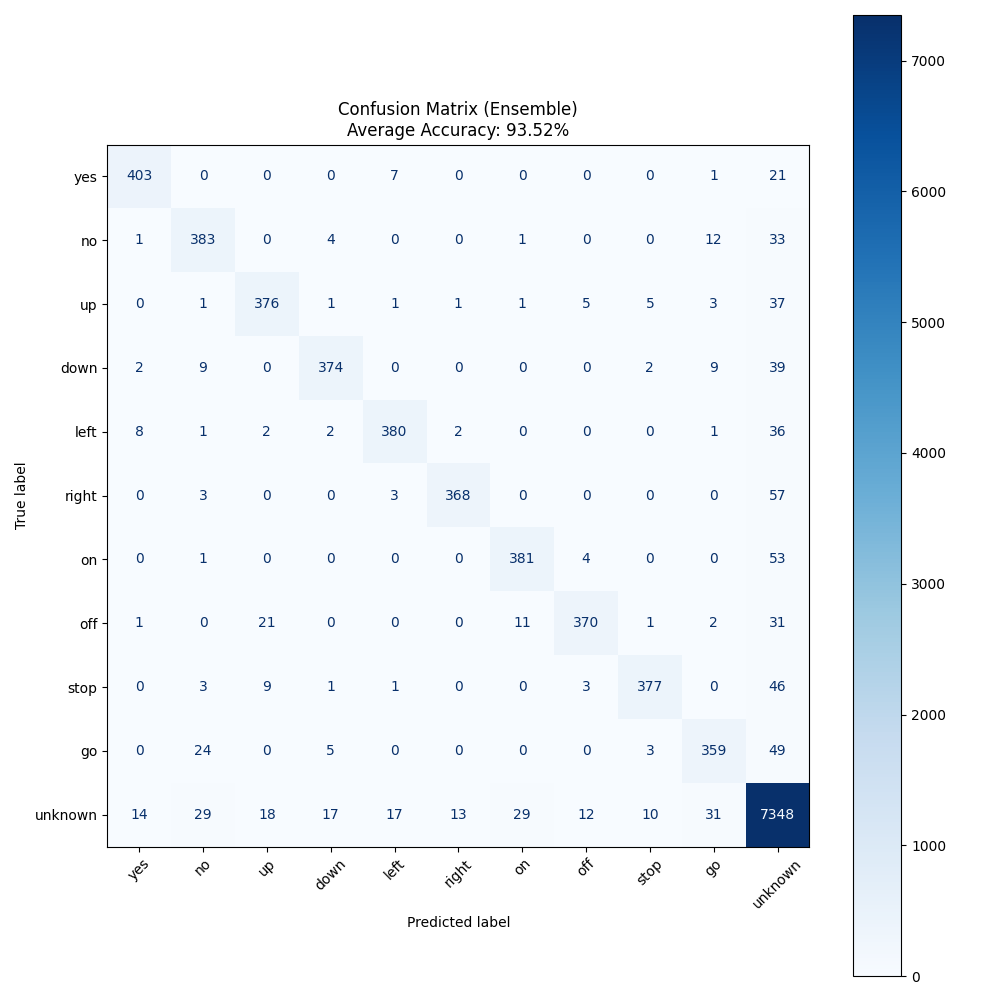 Confusion Matrix (Ensemble)
Average Accuracy: 93.52%
yes 403 0 0 0 7 0 0 0 0 1 21
no 1 383 0 4 0 0 1 0 0 12 33
up 0 1 376 1 1 1 1 5 5 3 37
down 2 9 0 374 0 0 0 0 2 9 39
left 8 1 2 2 380 2 0 0 0 1 36
right 0 3 0 0 3 368 0 0 0 0 57
on 0 1 0 0 0 0 381 4 0 0 53
off 1 0 21 0 0 0 11 370 1 2 31
stop 0 3 9 1 1 0 0 3 377 0 46
go 0 24 0 5 0 0 0 0 3 359 49
unknown 14 29 18 17 17 13 29 12 10 31 7348
yes no up down left right on off stop go unknown
Predicted label
True label
7000
6000
5000
4000
3000
2000
1000
0